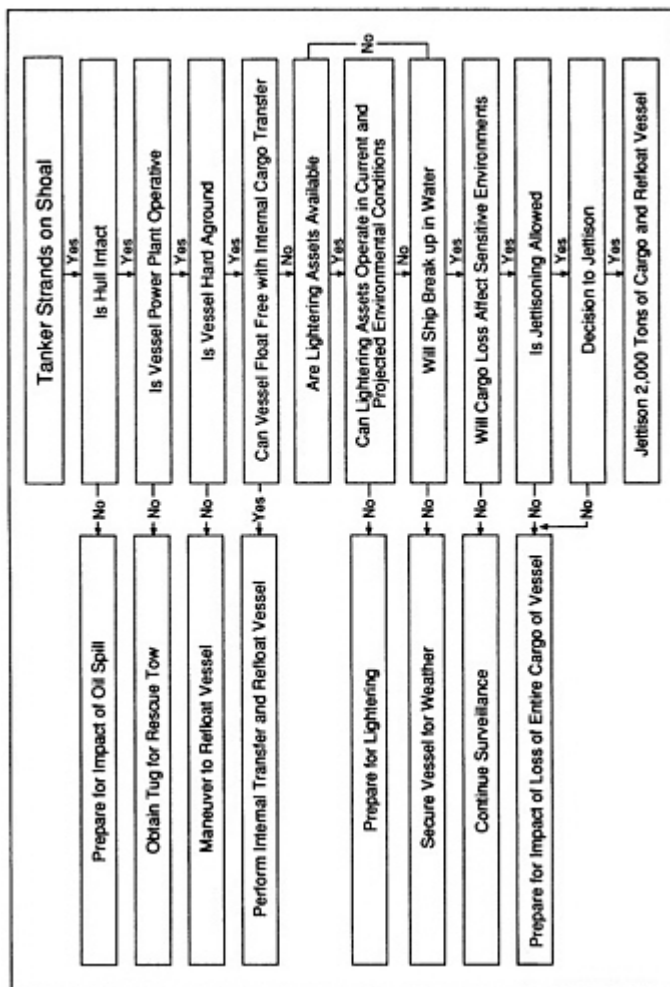 Tanker Strands on Shoal
Yes
Is Hull Intact
No
Prepare for Impact of Oil Spill
Yes
Is Vessel Power Plant Operative
No
Obtain Tug for Rescue Tow
Yes
Is Vessel Hard Aground
No
Maneuver to Refloat Vessel
Yes
Can Vessel Float Free with Internal Cargo Transfer
Yes
Perform Internal Transfer and Refloat Vessel
No
Are Lightering Assets Available
No
Yes
Can Lightering Assets Operate in Current and
Projected Environmental Conditions
No
Prepare for Lightering
No
Will Ship Break up in Water
No
Secure Vessel for Weather
Yes
Will Cargo Loss Affect Sensitive Environments
No
Continue Surveillance
Yes
Is Jettisoning Allowed
No
Prepare for Impact of Loss of Entire Cargo of Vessel
Yes
Decision to Jettison
No
Yes
Jettison 2,000 Tons of Cargo and Refloat Vessel